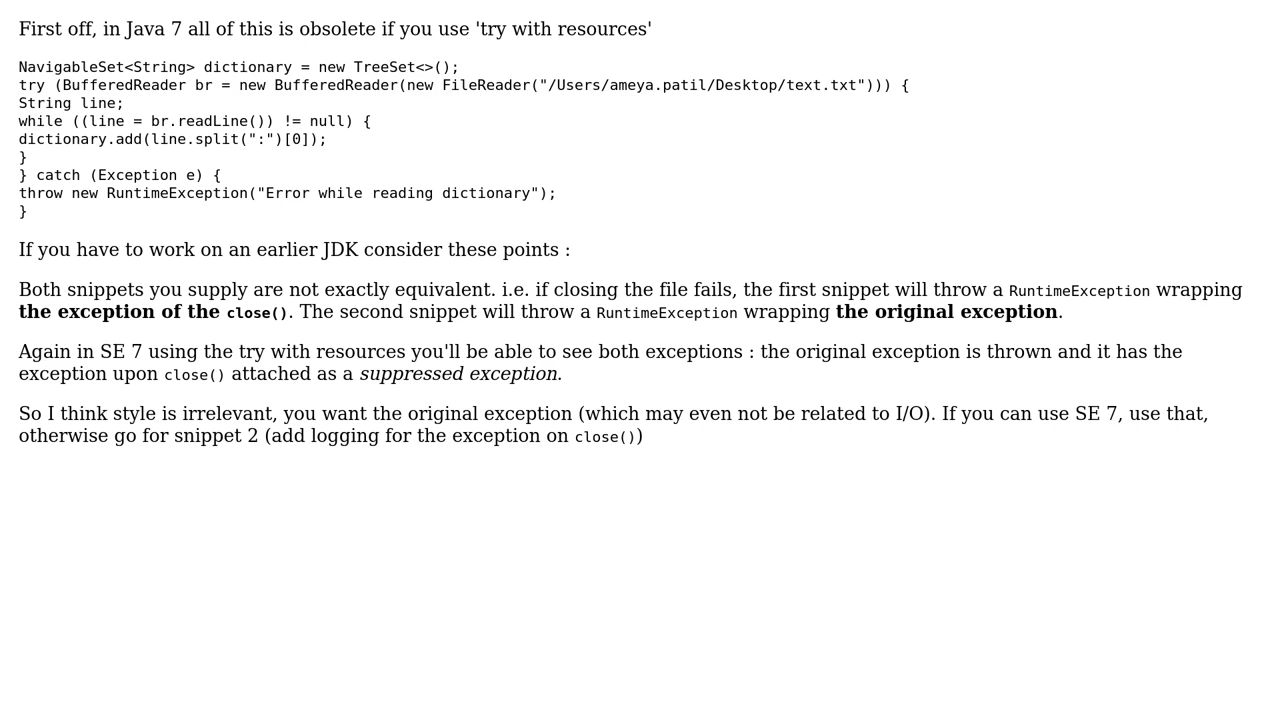 First off, in Java 7 all of this is obsolete if you use 'try with resources'
NavigableSet<String> dictionary = new TreeSet<>();
try (BufferedReader br = new BufferedReader(new FileReader("/Users/ameya.patil/Desktop/text.txt"))) {
String line;
while ((line = br.readLine()) != null) {
dictionary.add(line.split(":")[0]);
}
} catch (Exception e) {
throw new RuntimeException("Error while reading dictionary");
}
If you have to work on an earlier JDK consider these points :
Both snippets you supply are not exactly equivalent. i.e. if closing the file fails, the first snippet will throw a RuntimeException wrapping
the exception of the close(). The second snippet will throw a RuntimeException wrapping the original exception.
Again in SE 7 using the try with resources you'll be able to see both exceptions : the original exception is thrown and it has the
exception upon close() attached as a suppressed exception.
So I think style is irrelevant, you want the original exception (which may even not be related to I/O). If you can use SE 7, use that,
otherwise go for snippet 2 (add logging for the exception on close())